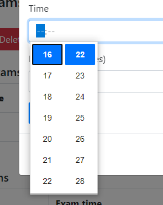 ams
Time
Dele
--:--
16 22
ams
17 23
18 24
e
19 25
20 26
21 27
ns
22 28
Exam time